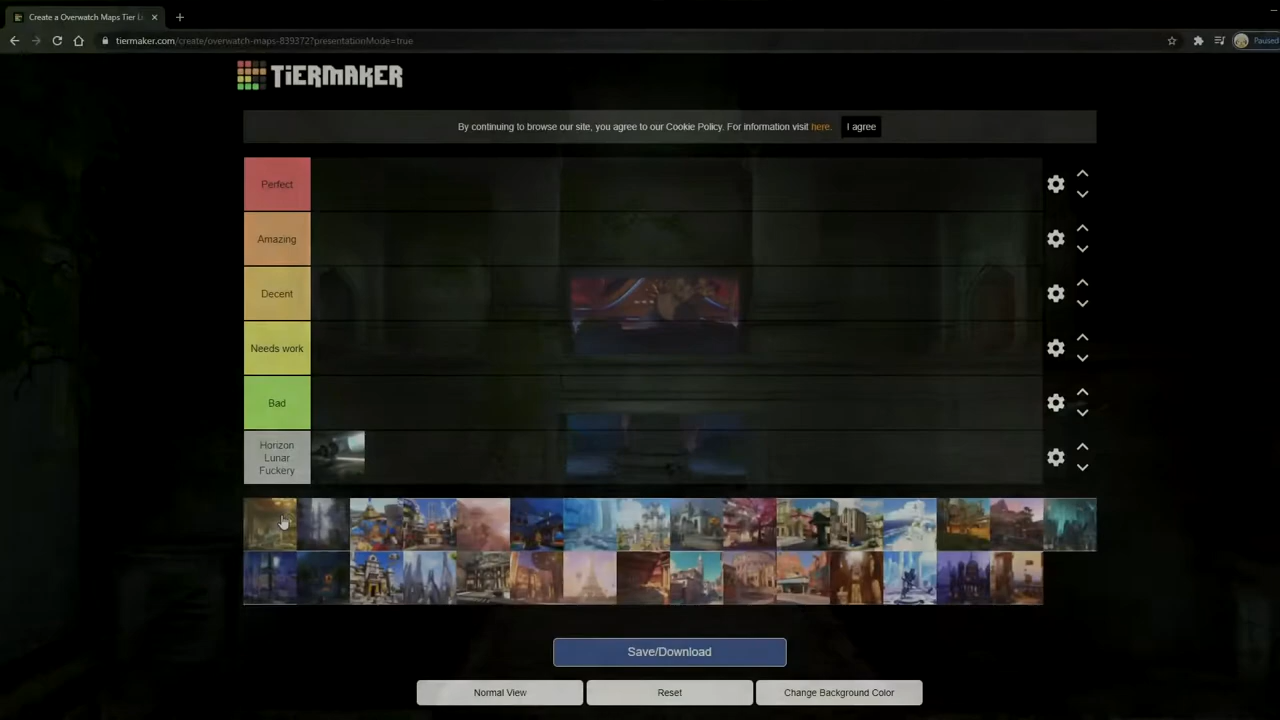 Create a Overwatch Maps Tier Li
tiermaker.com/create/overwatch-maps-839372?presentationMode=true
Paused
TiERMAKER
By continuing to browse our site, you agree to our Cookie Policy. For information visit here. I agree
Perfect
Amazing
Decent
Needs work
Bad
Horizon
Lunar
Fuckery
Save/Download
Normal View Reset Change Background Color